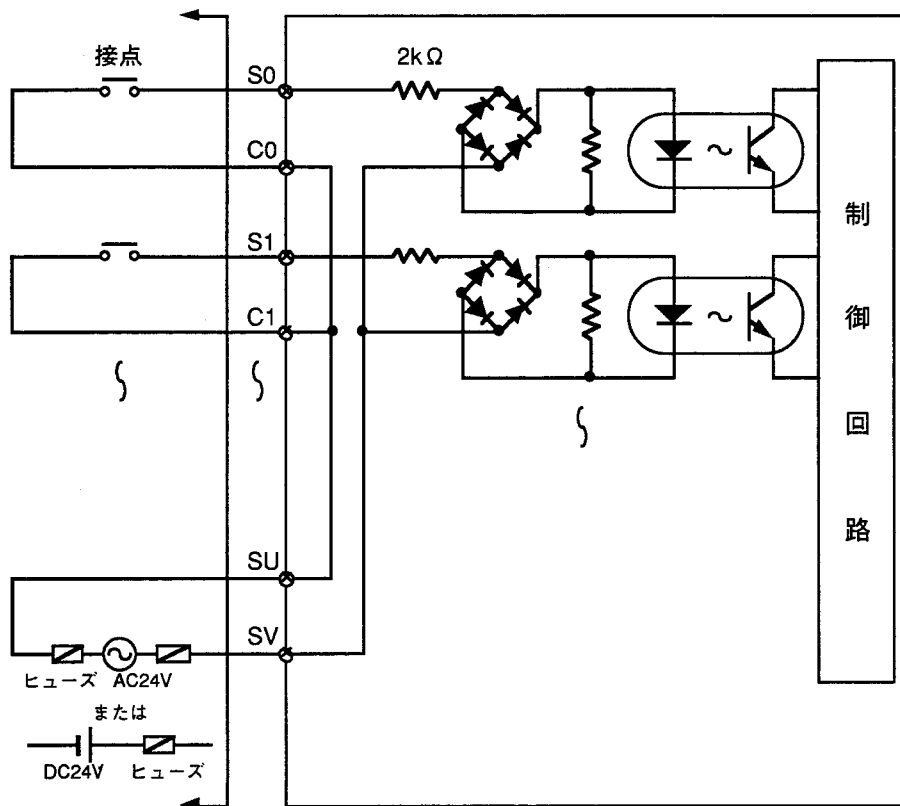 接点
S0
2kΩ
C0
S1
C1
制御回路
SU
SV
ヒューズ AC24V
または
DC24V ヒューズ